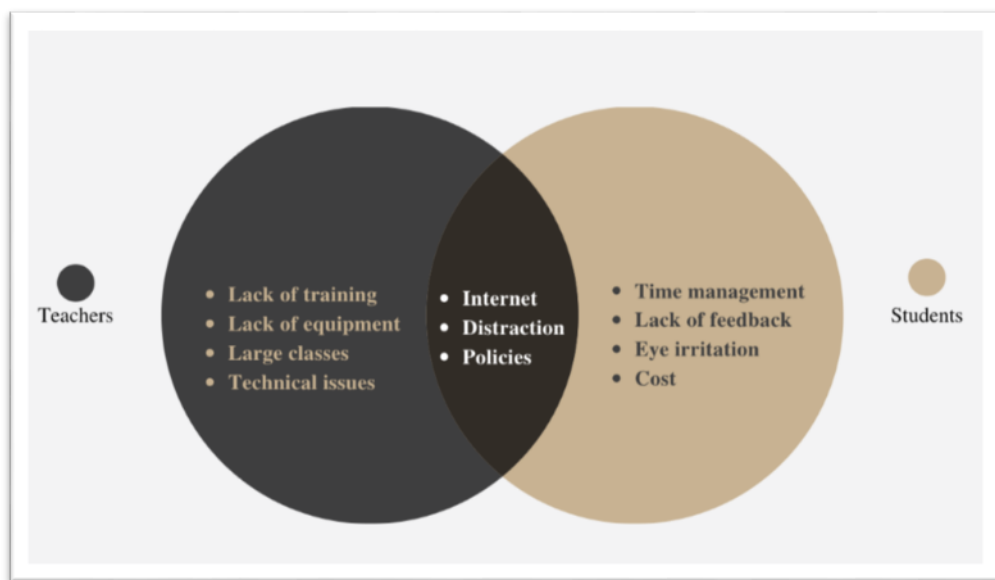 Teachers
• Lack of training
• Lack of equipment
• Large classes
• Technical issues
• Internet
• Distraction
• Policies
• Time management
• Lack of feedback
• Eye irritation
• Cost
Students